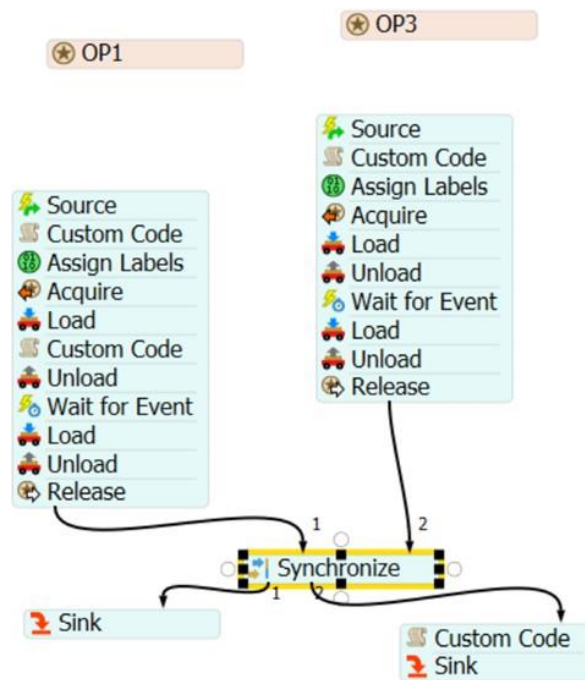 OP1
OP3
Source
Custom Code
Assign Labels
Acquire
Load
Custom Code
Unload
Wait for Event
Load
Unload
Release
Source
Custom Code
Assign Labels
Acquire
Load
Unload
Wait for Event
Load
Unload
Release
1
2
Synchronize
1
2
Sink
Custom Code
Sink